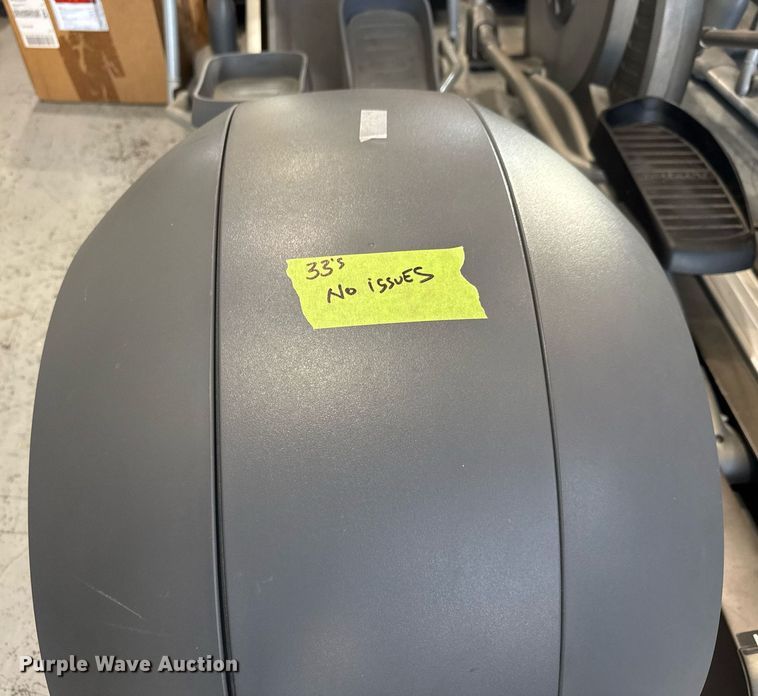 33's
No issUES
Purple Wave Auction